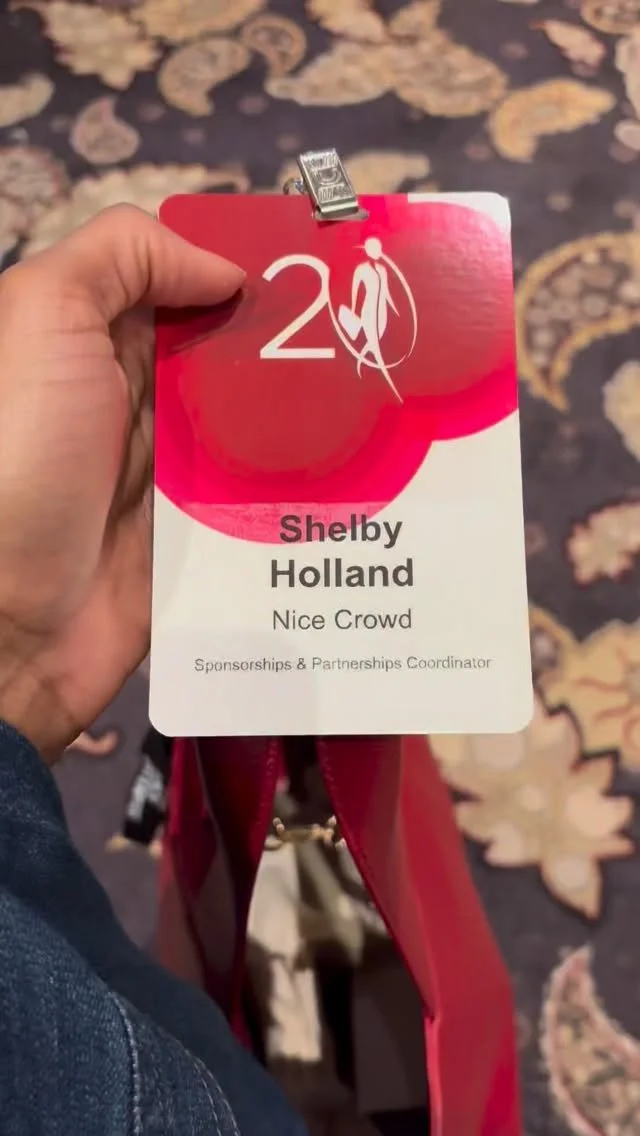 20
Shelby
Holland
Nice Crowd
Sponsorships & Partnerships Coordinator